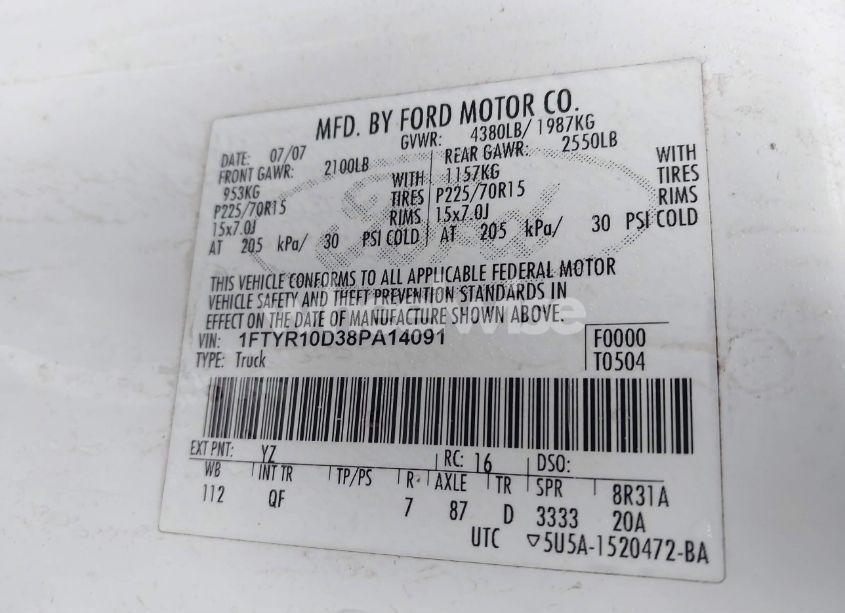 MFD. BY FORD MOTOR CO.
DATE: 07/07 GVWR: 4380LB/ 1987KG
FRONT GAWR: 2100LB REAR GAWR: 2550LB
953KG WITH 1157KG WITH
P225/70R15 TIRES P225/70R15 TIRES
15x7.0J RIMS 15x7.0J RIMS
AT 205 kPa/ 30 PSI COLD AT 205 kPa/ 30 PSI COLD
THIS VEHICLE CONFORMS TO ALL APPLICABLE FEDERAL MOTOR
VEHICLE SAFETY AND THEFT PREVENTION STANDARDS IN
EFFECT ON THE DATE OF MANUFACTURE SHOWN ABOVE.
VIN: 1FTYR10D38PA14091 F0000
TYPE: Truck T0504
EXT PNT: YZ RC: 16 DSO:
WB INT TR TP/PS R AXLE TR SPR 8R31A
112 QF 7 87 D 3333 20A
UTC ▽5U5A-1520472-BA